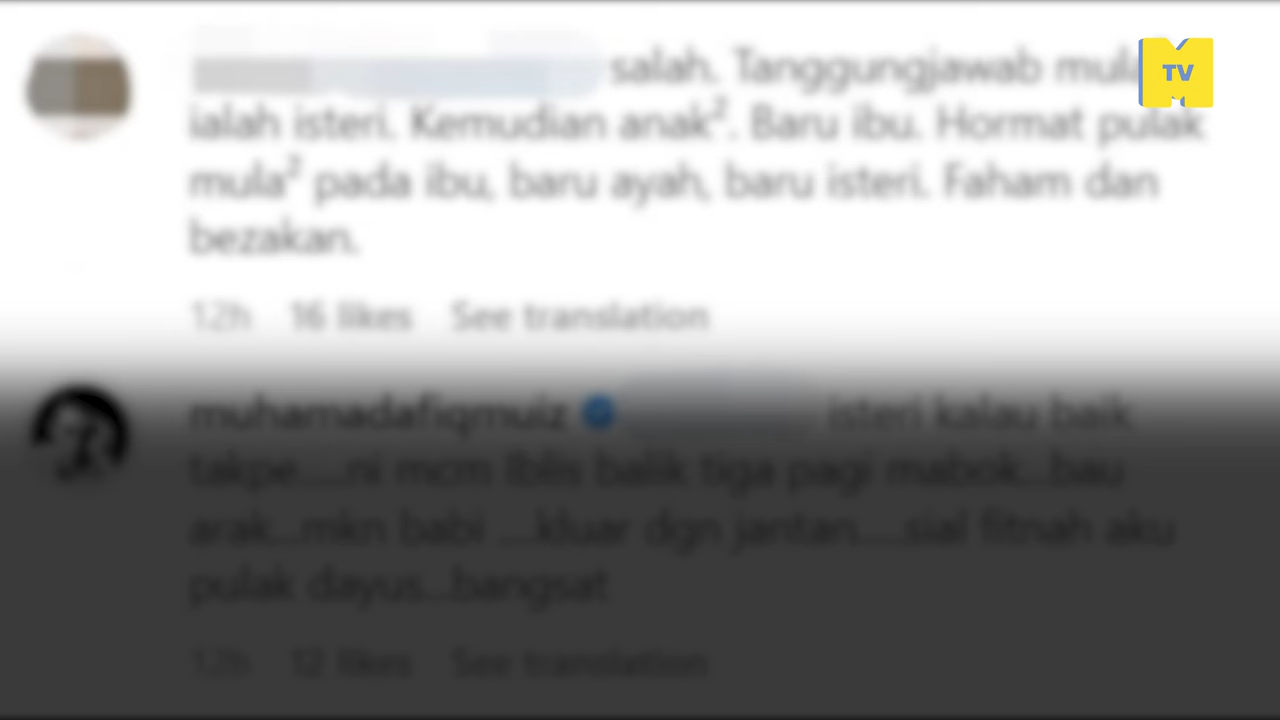 salah. Tanggungjawab mula
TV
ialah isteri. Kemudian anak². Baru ibu. Hormat pulak
mula² pada ibu, baru ayah, baru isteri. Faham dan
bezakan.
12h 16 likes See translation
muhamadafiqmuiz isteri kalau baik
takpe.....ni mcm Iblis balik tiga pagi mabok...bau
arak...mkn babi ....kluar dgn jantan.....sial fitnah aku
pulak dayus...bangsat
12h 12 likes See translation